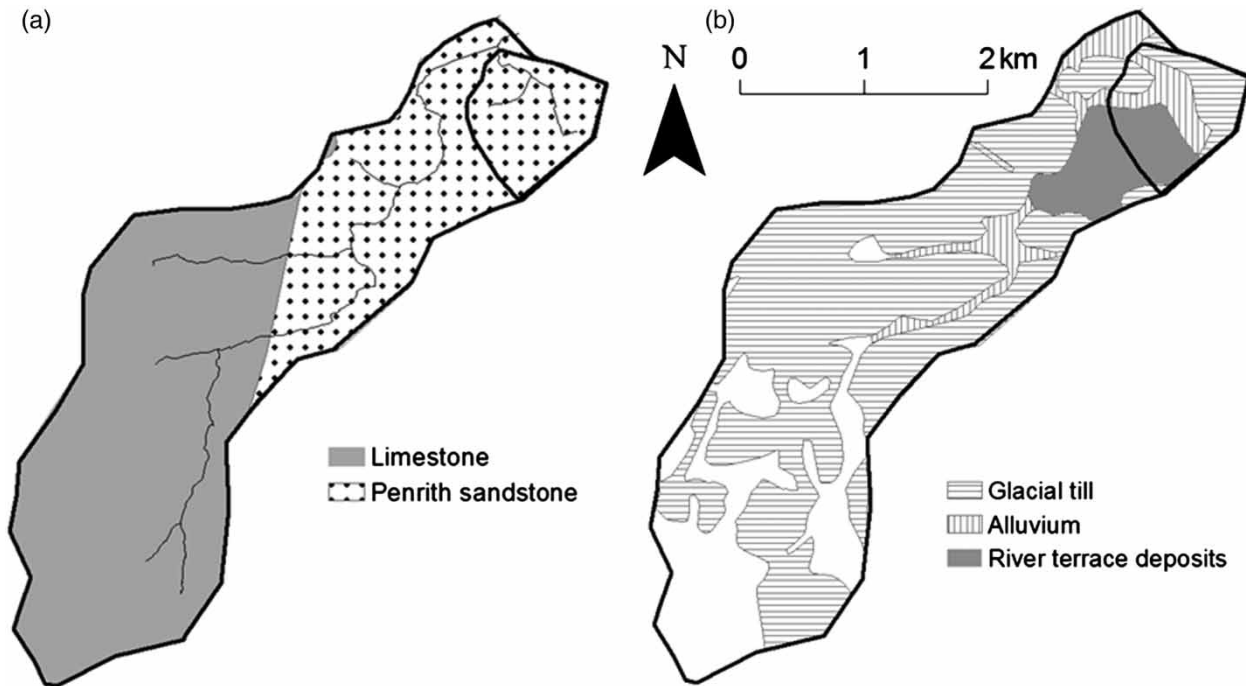 (a)
Limestone
Penrith sandstone
N
(b)
0 1 2 km
Glacial till
Alluvium
River terrace deposits